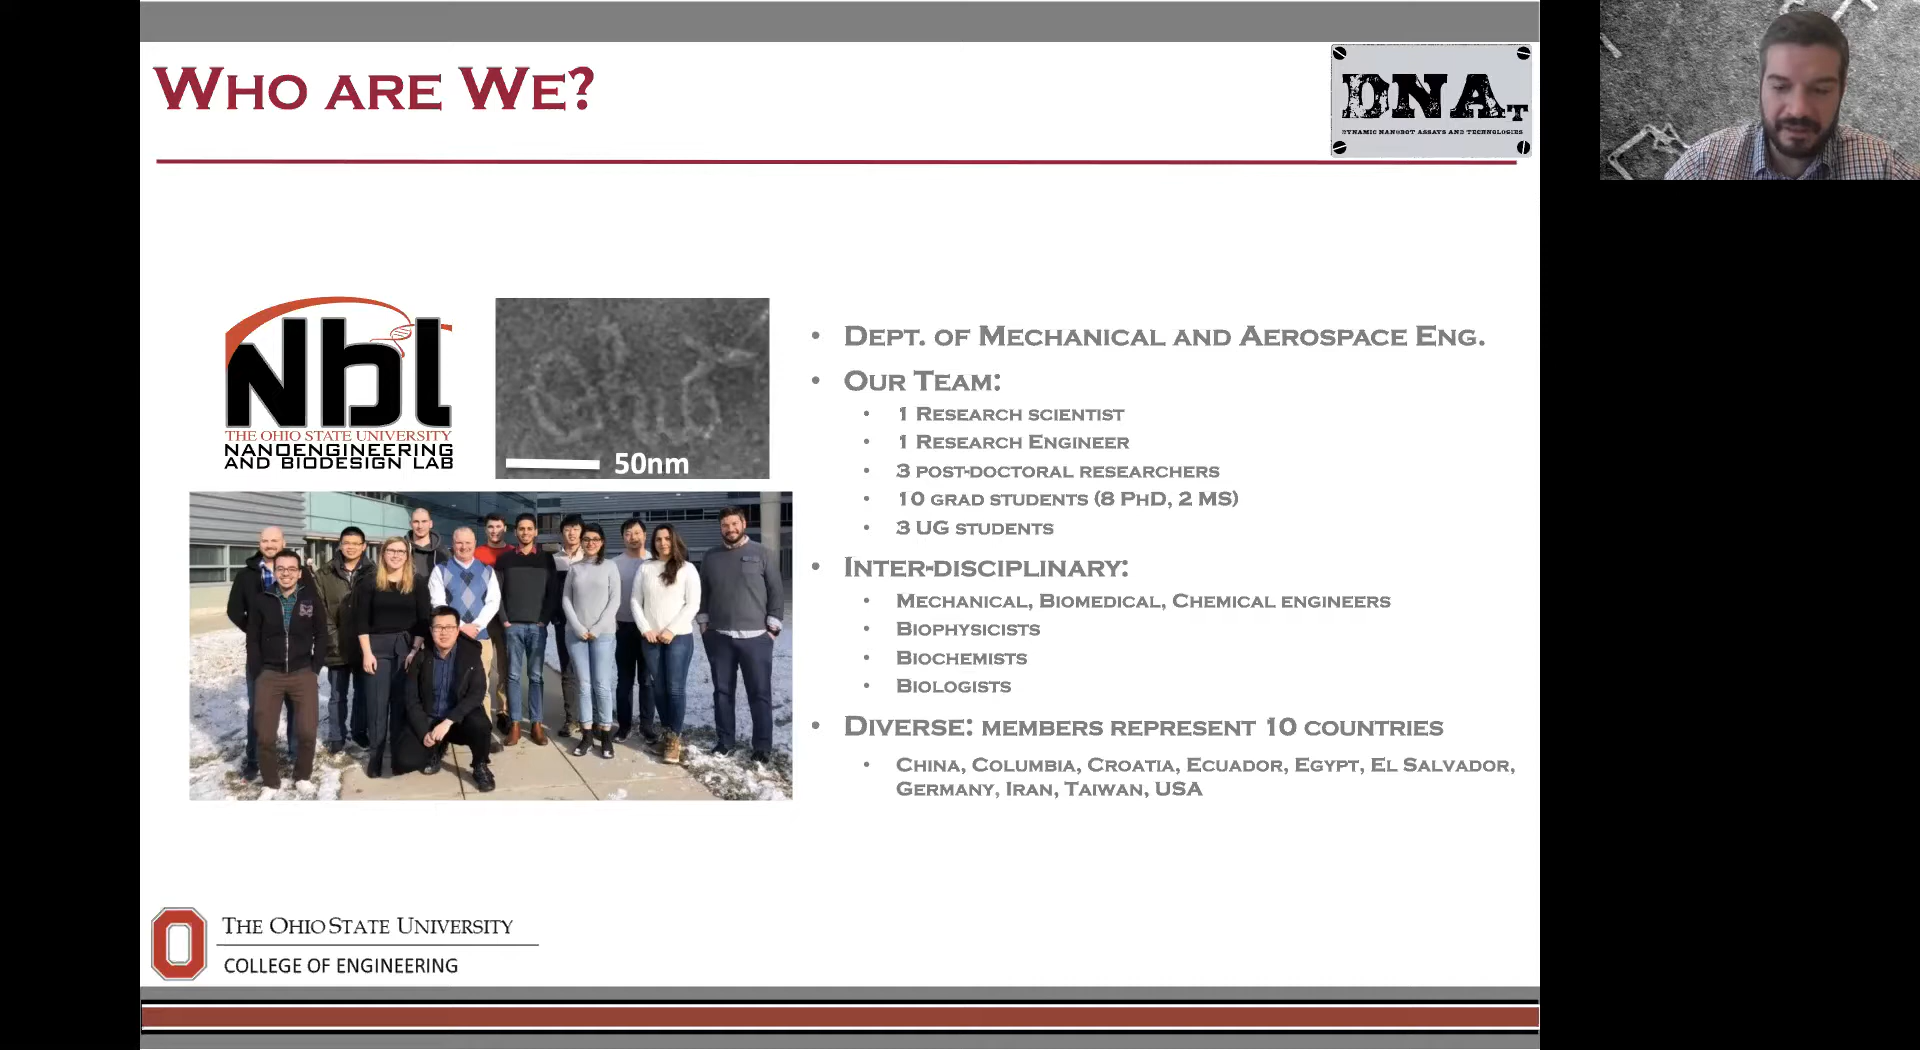 Who are We?
DNAT
DYNAMIC NANOBOT ASSAYS AND TECHNOLOGIES
Nbl
THE OHIO STATE UNIVERSITY
NANOENGINEERING
AND BIODESIGN LAB
Ohio
50nm
• Dept. of Mechanical and Aerospace Eng.
• Our Team:
• 1 Research scientist
• 1 Research Engineer
• 3 post-doctoral researchers
• 10 grad students (8 PhD, 2 MS)
• 3 UG students
• Inter-disciplinary:
• Mechanical, Biomedical, Chemical engineers
• Biophysicists
• Biochemists
• Biologists
• Diverse: members represent 10 countries
• China, Columbia, Croatia, Ecuador, Egypt, El Salvador,
Germany, Iran, Taiwan, USA
The Ohio State University
COLLEGE OF ENGINEERING